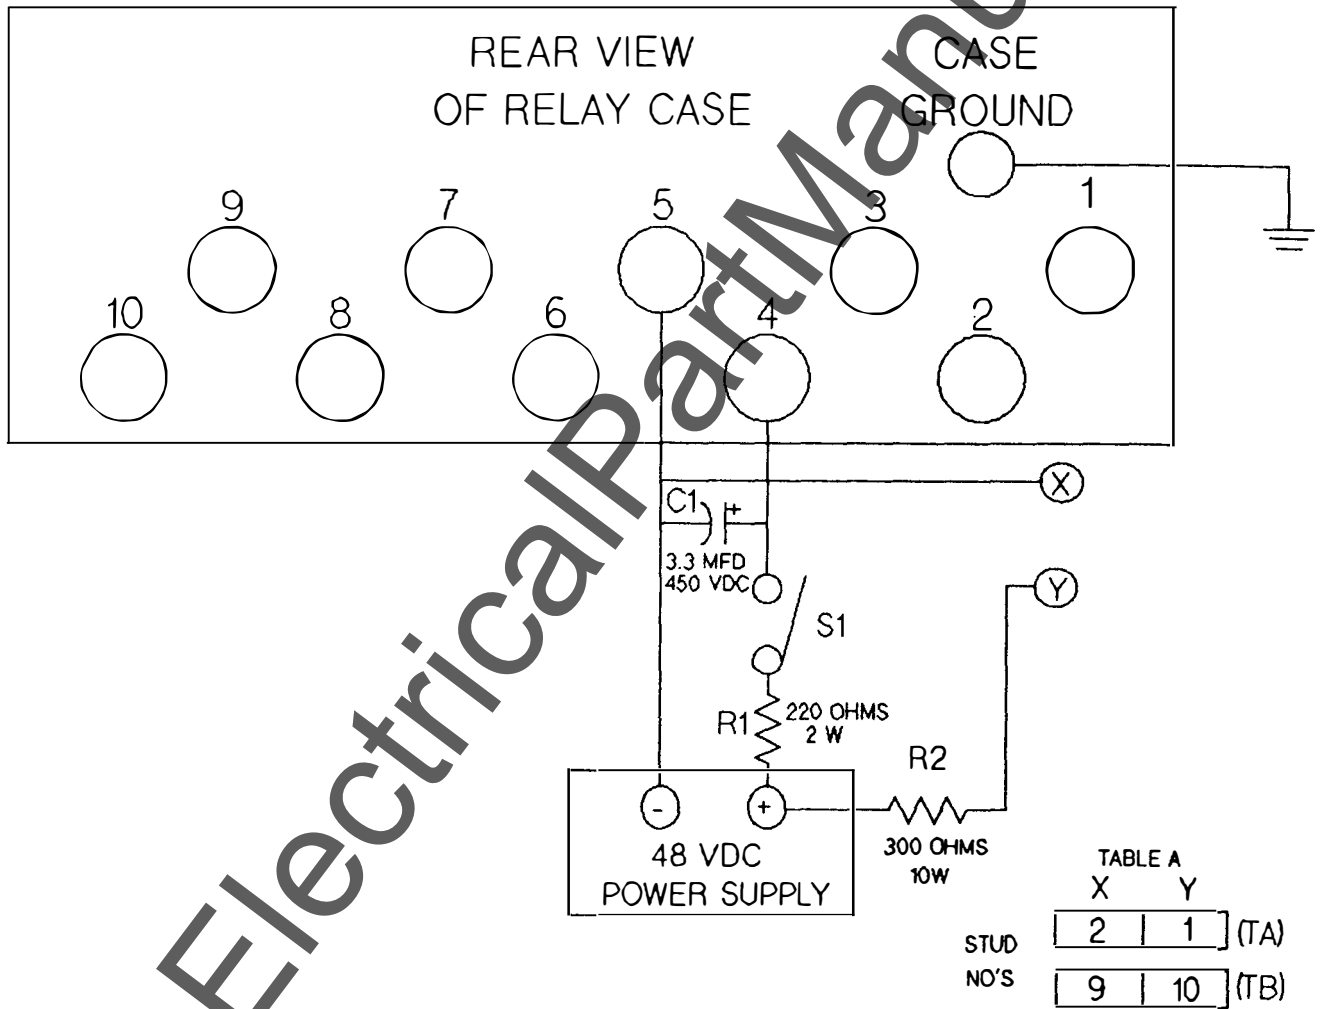 REAR VIEW
OF RELAY CASE
CASE
GROUND
9
7
5
3
1
10
8
6
4
2
X
C1
+
3.3 MFD
450 VDC
Y
S1
R1
220 OHMS
2 W
R2
-
+
300 OHMS
10W
48 VDC
POWER SUPPLY
TABLE A
X Y
STUD
NO'S
2 1 (TA)
9 10 (TB)
ElectricalPartManu